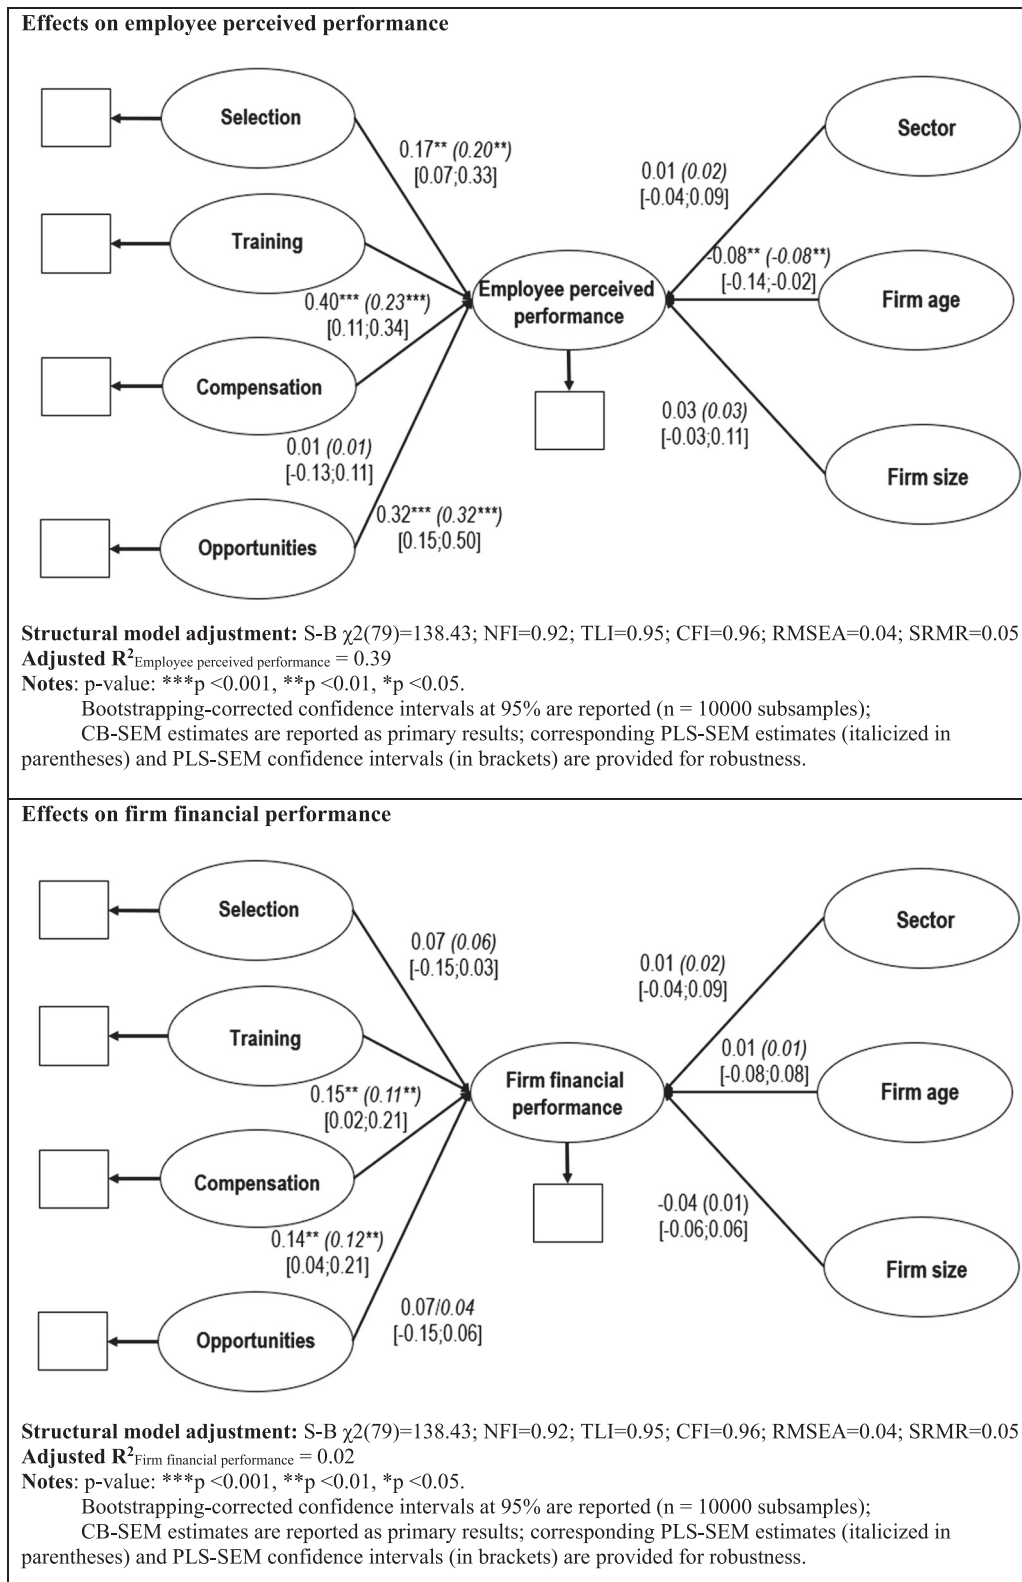 Effects on employee perceived performance
Selection
Sector
0.17** (0.20**)
[0.07;0.33]
0.01 (0.02)
[-0.04;0.09]
Training
-0.08** (-0.08**)
[-0.14;-0.02]
Employee perceived
performance
Firm age
0.40*** (0.23***)
[0.11;0.34]
Compensation
0.03 (0.03)
[-0.03;0.11]
0.01 (0.01)
[-0.13;0.11]
Firm size
0.32*** (0.32***)
[0.15;0.50]
Opportunities
Structural model adjustment: S-B χ2(79)=138.43; NFI=0.92; TLI=0.95; CFI=0.96; RMSEA=0.04; SRMR=0.05
Adjusted R²Employee perceived performance = 0.39
Notes: p-value: ***p <0.001, **p <0.01, *p <0.05.
Bootstrapping-corrected confidence intervals at 95% are reported (n = 10000 subsamples);
CB-SEM estimates are reported as primary results; corresponding PLS-SEM estimates (italicized in
parentheses) and PLS-SEM confidence intervals (in brackets) are provided for robustness.
Effects on firm financial performance
Selection
Sector
0.07 (0.06)
[-0.15;0.03]
0.01 (0.02)
[-0.04;0.09]
Training
0.01 (0.01)
[-0.08;0.08]
Firm financial
performance
Firm age
0.15** (0.11**)
[0.02;0.21]
Compensation
-0.04 (0.01)
[-0.06;0.06]
0.14** (0.12**)
[0.04;0.21]
Firm size
0.07/0.04
[-0.15;0.06]
Opportunities
Structural model adjustment: S-B χ2(79)=138.43; NFI=0.92; TLI=0.95; CFI=0.96; RMSEA=0.04; SRMR=0.05
Adjusted R²Firm financial performance = 0.02
Notes: p-value: ***p <0.001, **p <0.01, *p <0.05.
Bootstrapping-corrected confidence intervals at 95% are reported (n = 10000 subsamples);
CB-SEM estimates are reported as primary results; corresponding PLS-SEM estimates (italicized in
parentheses) and PLS-SEM confidence intervals (in brackets) are provided for robustness.